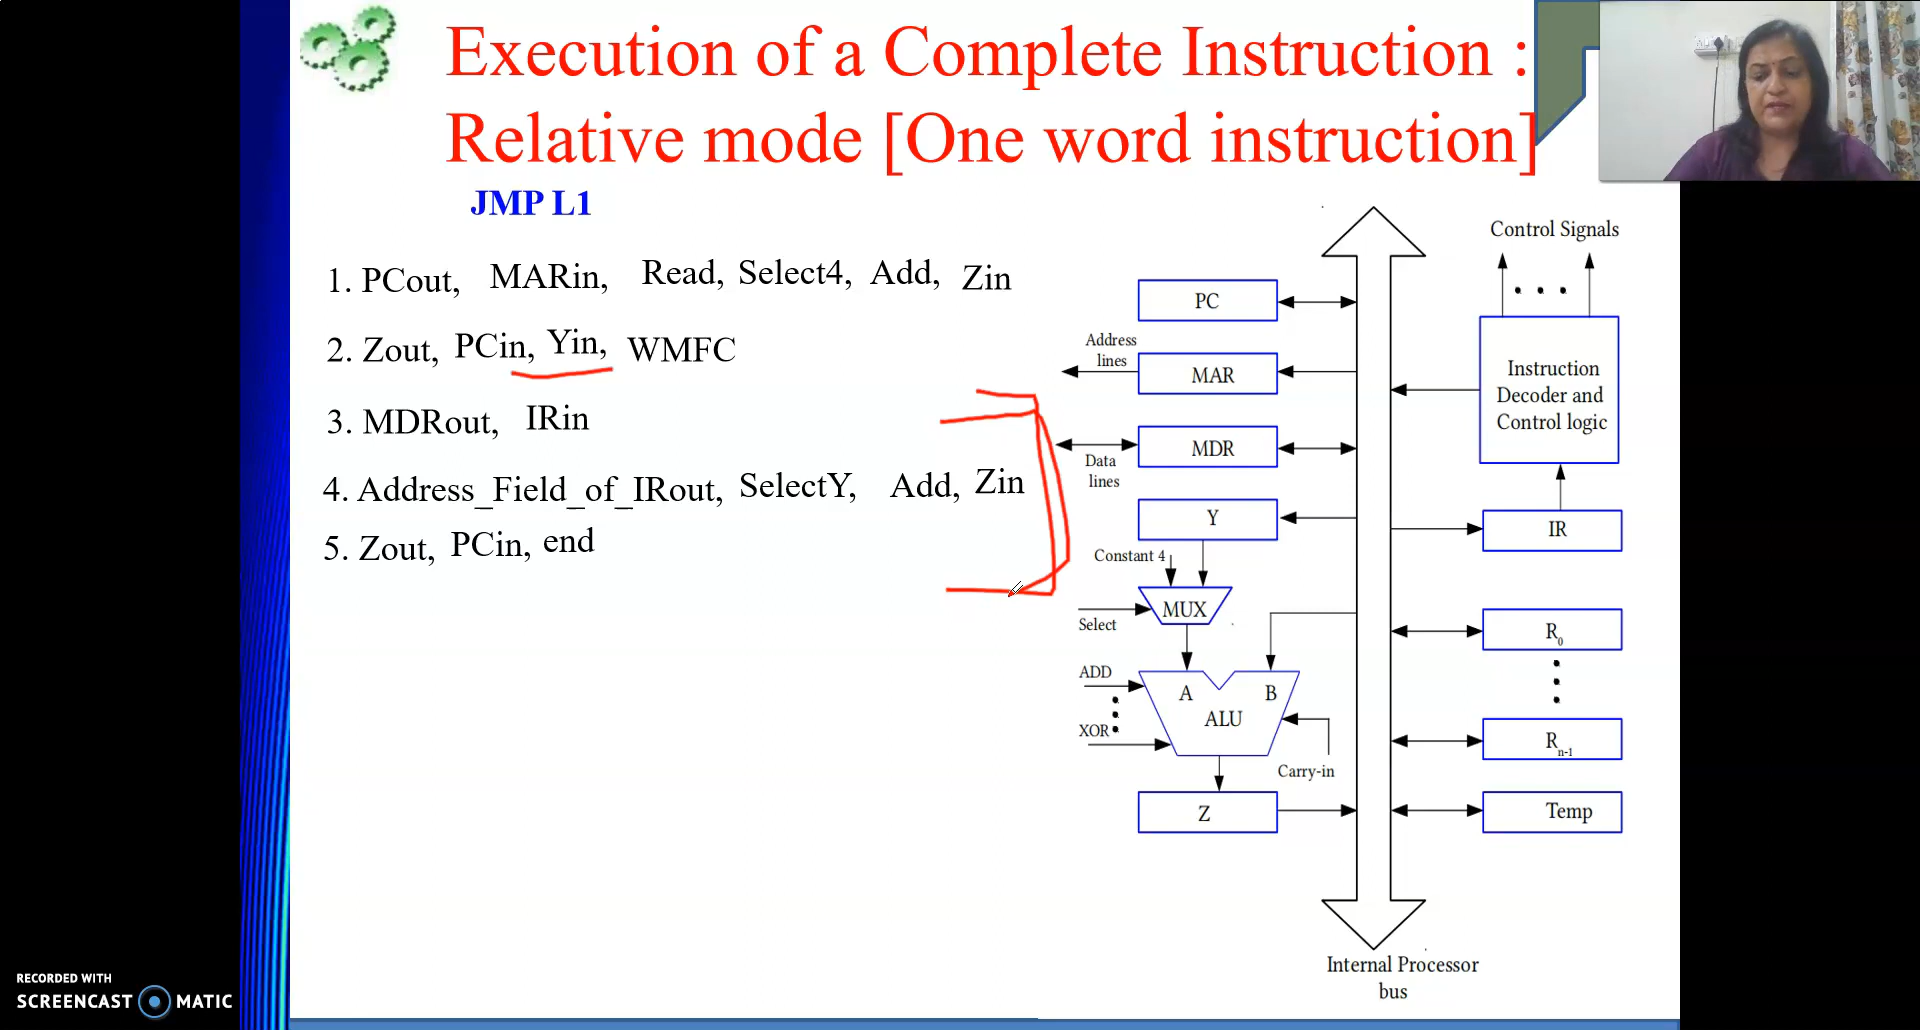 Execution of a Complete Instruction :
Relative mode [One word instruction]
JMP L1
1. PCout, MARin, Read, Select4, Add, Zin
2. Zout, PCin, Yin, WMFC
3. MDRout, IRin
4. Address_Field_of_IRout, SelectY, Add, Zin
5. Zout, PCin, end
Control Signals
PC
Address
lines
MAR
Instruction
Decoder and
Control logic
MDR
Data
lines
Y
IR
Constant 4
MUX
Select
R0
ADD
A B
ALU
XOR
Rn-1
Carry-in
Z
Temp
Internal Processor
bus
RECORDED WITH
SCREENCAST MATIC